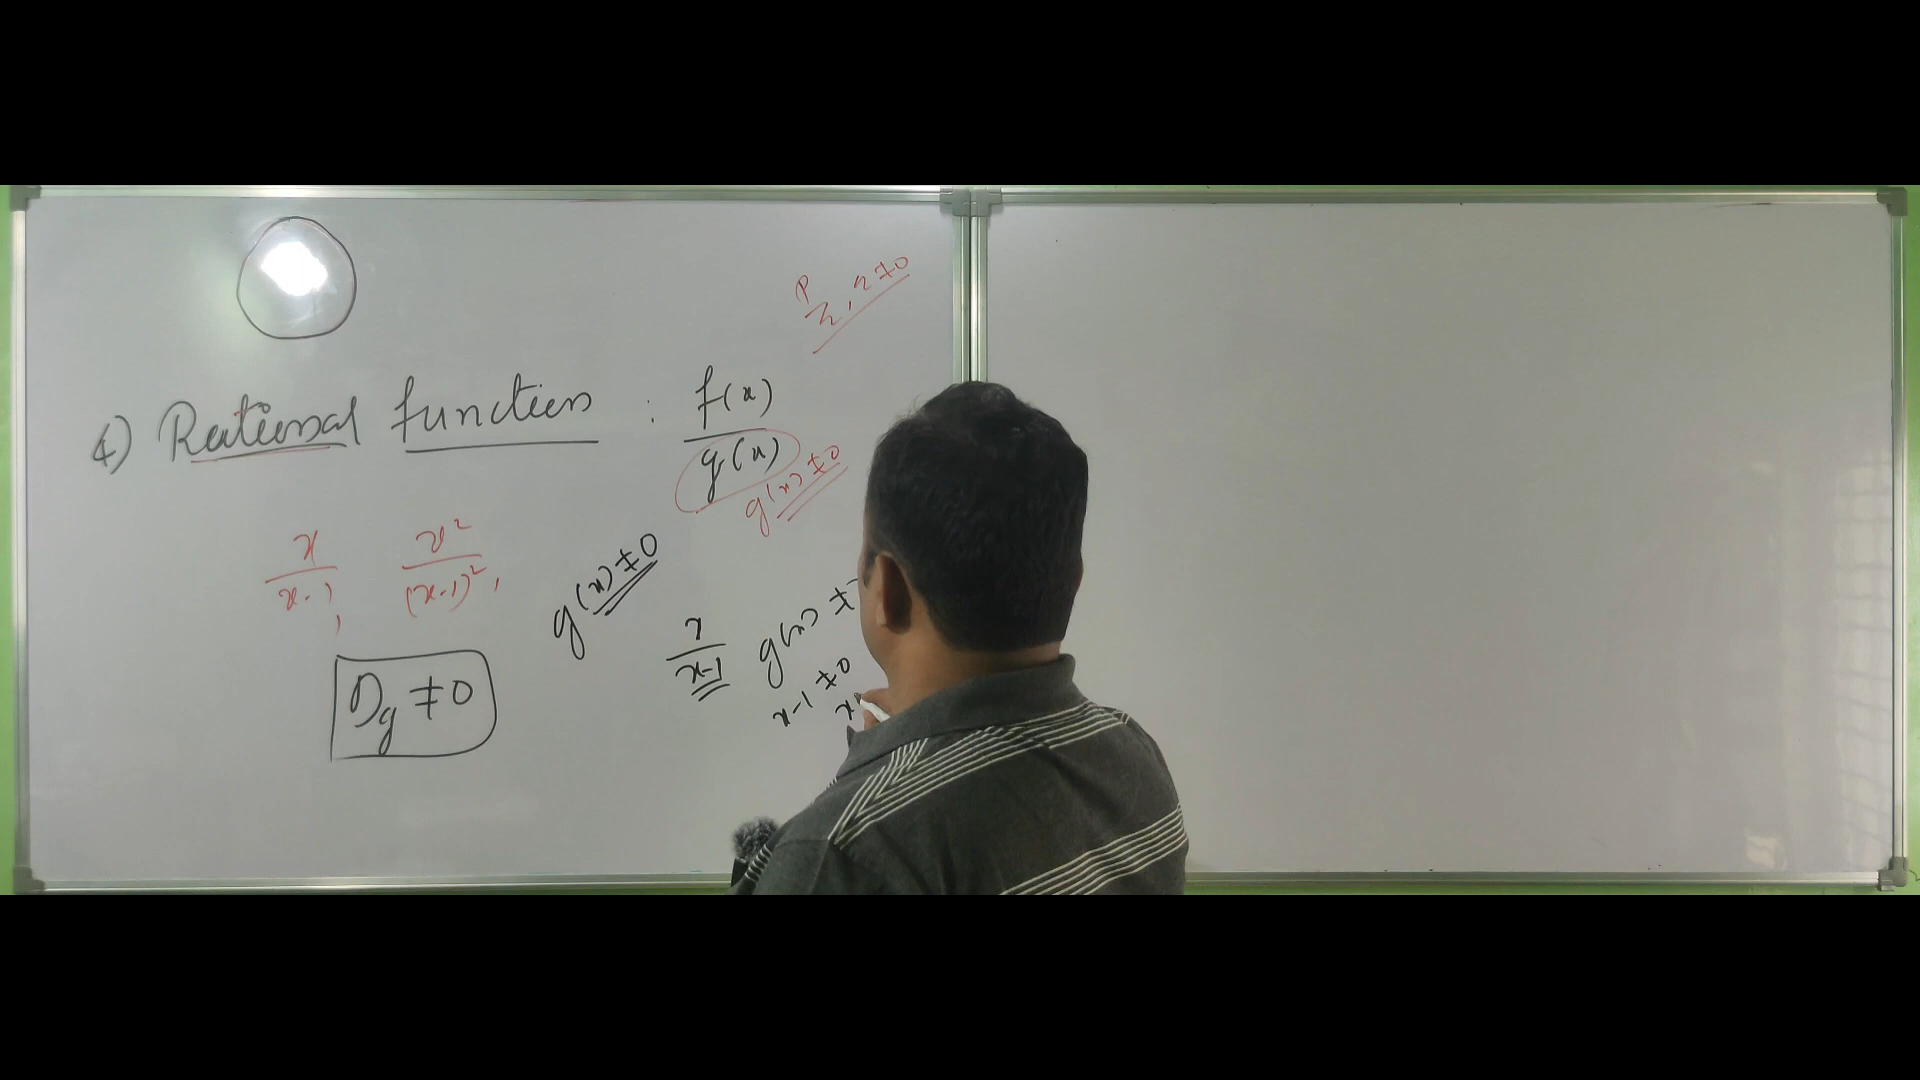 p/q, q≠0
4) Rational function : f(x)/g(x)
g(x)≠0
x/x-1, x²/(x-1)²,
g(x)≠0
x/x-1 g(x)≠
x-1≠0
x
Dg≠0